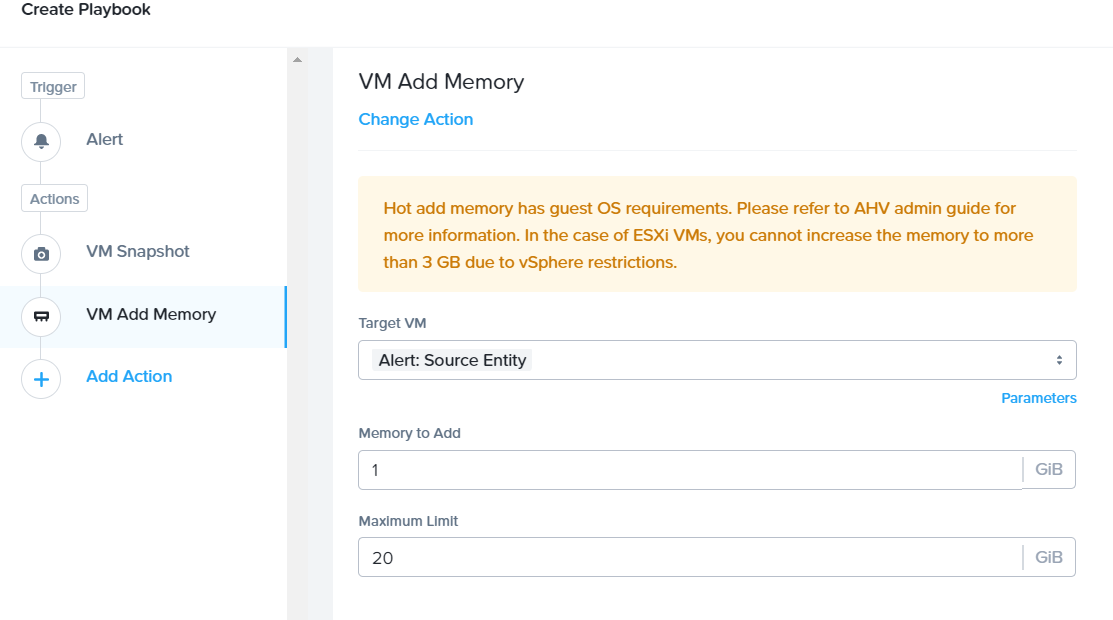 Create Playbook
Trigger
Alert
Actions
VM Snapshot
VM Add Memory
Add Action
VM Add Memory
Change Action
Hot add memory has guest OS requirements. Please refer to AHV admin guide for
more information. In the case of ESXi VMs, you cannot increase the memory to more
than 3 GB due to vSphere restrictions.
Target VM
Alert: Source Entity
Parameters
Memory to Add
1 GiB
Maximum Limit
20 GiB